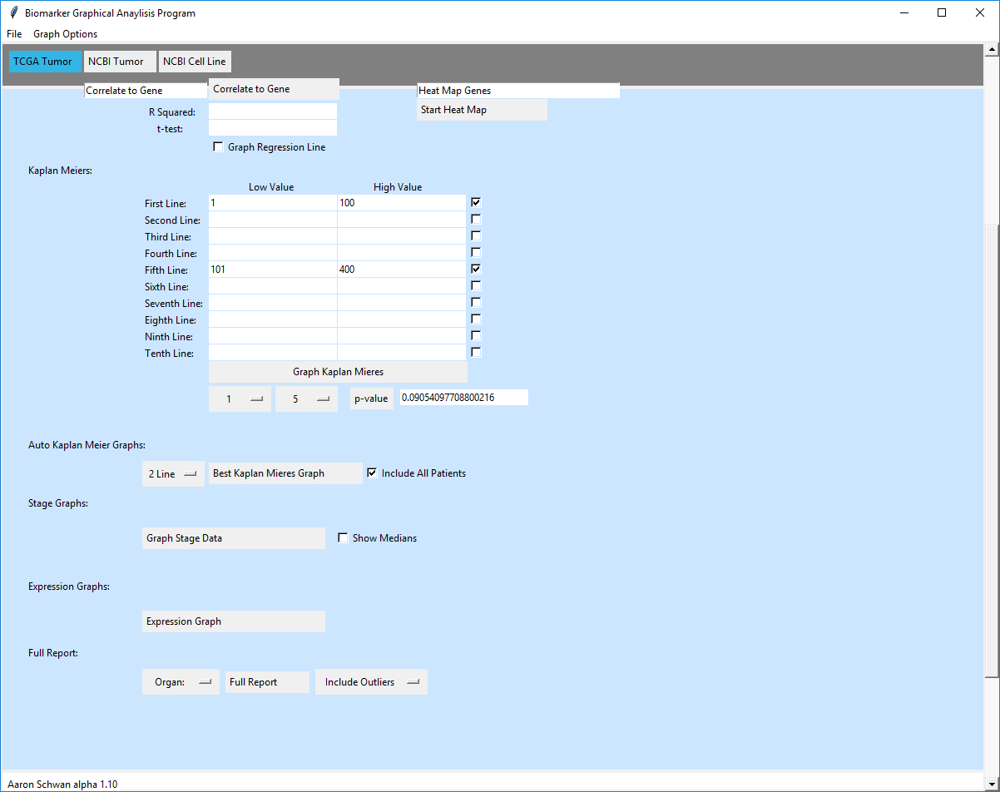 Biomarker Graphical Anaylisis Program
File Graph Options
TCGA Tumor NCBI Tumor NCBI Cell Line
Correlate to Gene Correlate to Gene Heat Map Genes
R Squared: Start Heat Map
t-test:
Graph Regression Line
Kaplan Meiers:
Low Value High Value
First Line: 1 100
Second Line:
Third Line:
Fourth Line:
Fifth Line: 101 400
Sixth Line:
Seventh Line:
Eighth Line:
Ninth Line:
Tenth Line:
Graph Kaplan Mieres
1 5 p-value 0.09054097708800216
Auto Kaplan Meier Graphs:
2 Line Best Kaplan Mieres Graph Include All Patients
Stage Graphs:
Graph Stage Data Show Medians
Expression Graphs:
Expression Graph
Full Report:
Organ: Full Report Include Outliers
Aaron Schwan alpha 1.10